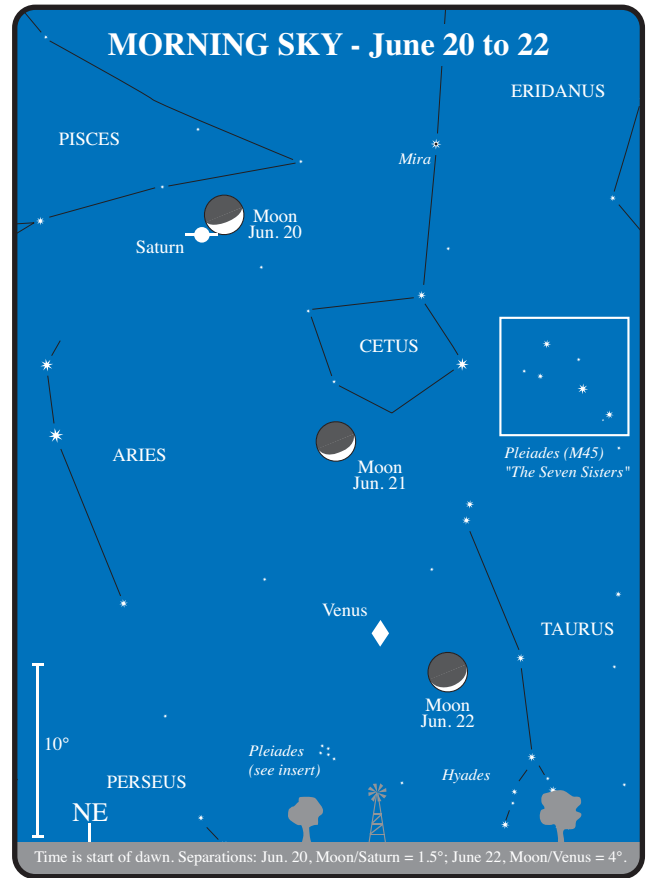 MORNING SKY - June 20 to 22
ERIDANUS
PISCES
Mira
Moon
Jun. 20
Saturn
CETUS
Pleiades (M45)
"The Seven Sisters"
ARIES
Moon
Jun. 21
Venus
TAURUS
Moon
Jun. 22
10°
Pleiades
(see insert)
Hyades
PERSEUS
NE
Time is start of dawn. Separations: Jun. 20, Moon/Saturn = 1.5°; June 22, Moon/Venus = 4°.